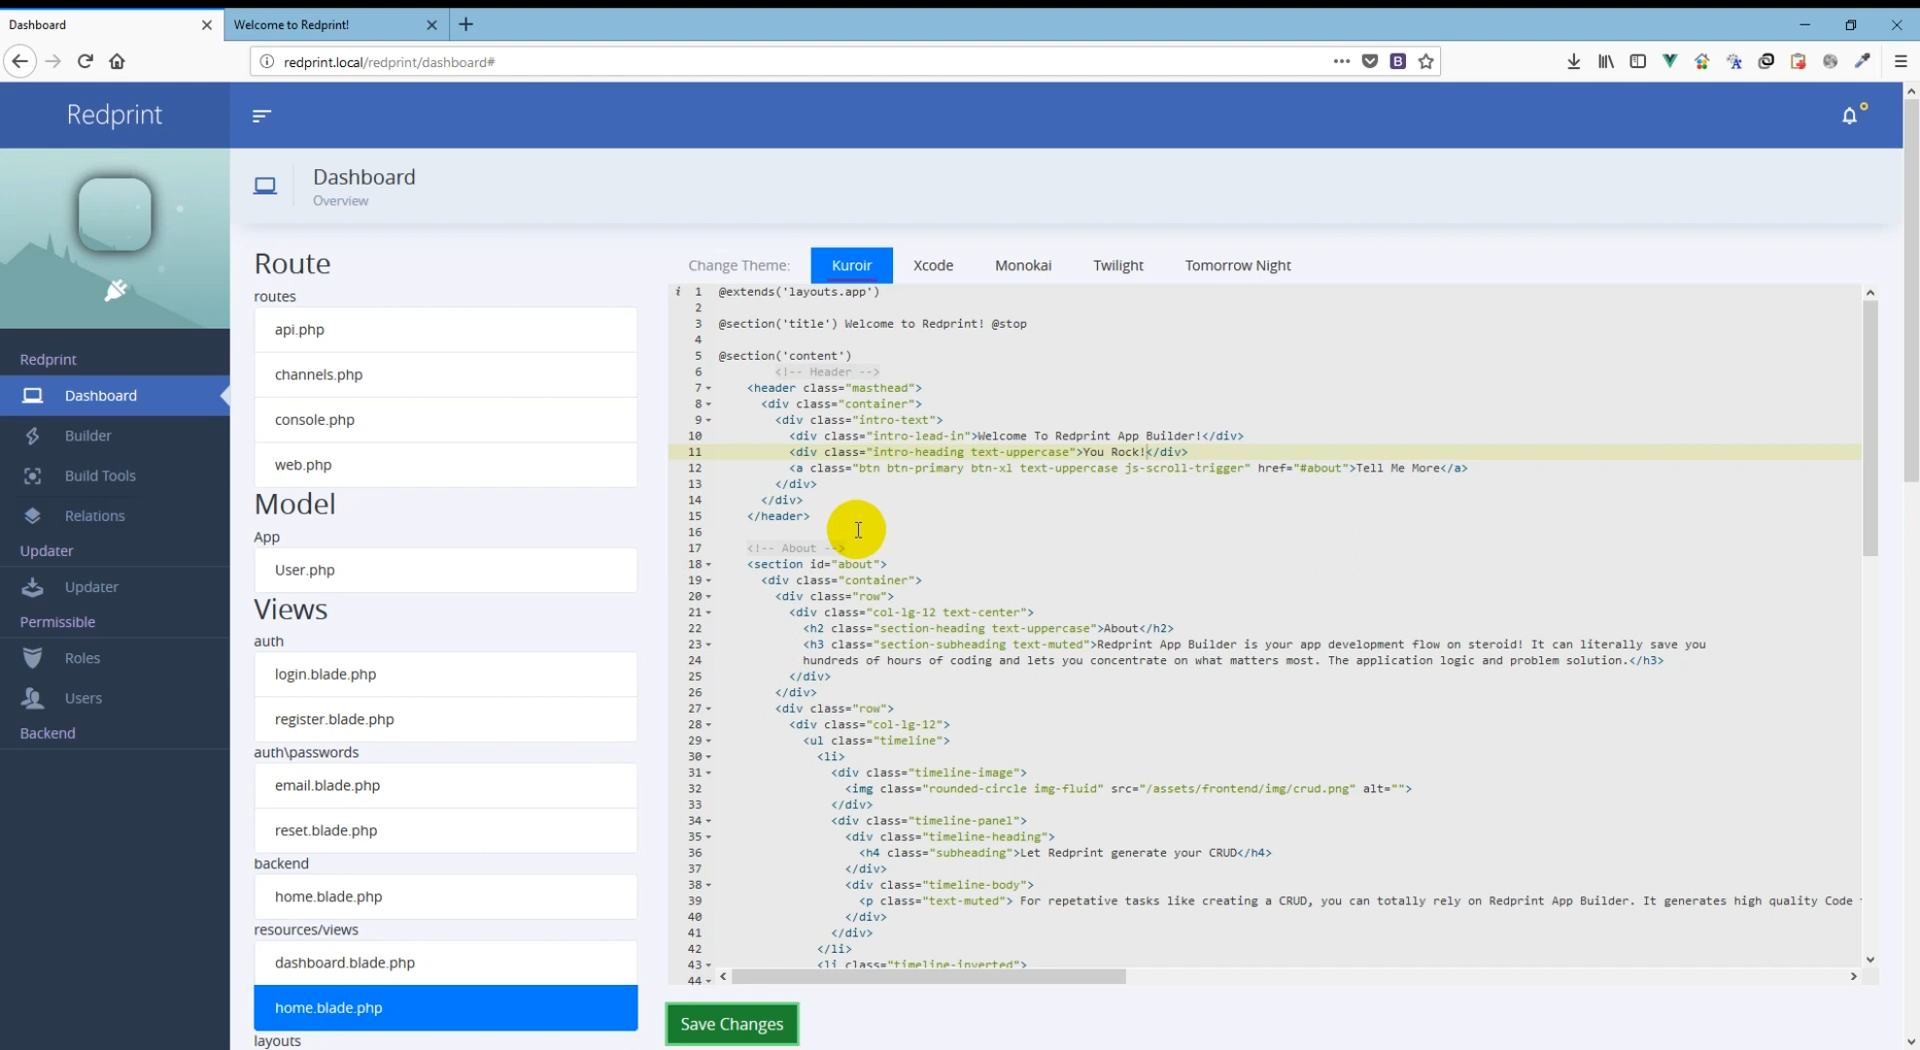 Dashboard
Welcome to Redprint!
redprint.local/redprint/dashboard#
B
Redprint
Dashboard
Overview
Redprint
Dashboard
Builder
Build Tools
Relations
Updater
Updater
Permissible
Roles
Users
Backend
Route
routes
api.php
channels.php
console.php
web.php
Model
App
User.php
Views
auth
login.blade.php
register.blade.php
auth\passwords
email.blade.php
reset.blade.php
backend
home.blade.php
resources/views
dashboard.blade.php
home.blade.php
layouts
Change Theme: Kuroir Xcode Monokai Twilight Tomorrow Night
i 1 @extends('layouts.app')
2
3 @section('title') Welcome to Redprint! @stop
4
5 @section('content')
6 <!-- Header -->
7 <header class="masthead">
8 <div class="container">
9 <div class="intro-text">
10 <div class="intro-lead-in">Welcome To Redprint App Builder!</div>
11 <div class="intro-heading text-uppercase">You Rock!</div>
12 <a class="btn btn-primary btn-xl text-uppercase js-scroll-trigger" href="#about">Tell Me More</a>
13 </div>
14 </div>
15 </header>
16
17 <!-- About -->
18 <section id="about">
19 <div class="container">
20 <div class="row">
21 <div class="col-lg-12 text-center">
22 <h2 class="section-heading text-uppercase">About</h2>
23 <h3 class="section-subheading text-muted">Redprint App Builder is your app development flow on steroid! It can literally save you
24 hundreds of hours of coding and lets you concentrate on what matters most. The application logic and problem solution.</h3>
25 </div>
26 </div>
27 <div class="row">
28 <div class="col-lg-12">
29 <ul class="timeline">
30 <li>
31 <div class="timeline-image">
32 <img class="rounded-circle img-fluid" src="/assets/frontend/img/crud.png" alt="">
33 </div>
34 <div class="timeline-panel">
35 <div class="timeline-heading">
36 <h4 class="subheading">Let Redprint generate your CRUD</h4>
37 </div>
38 <div class="timeline-body">
39 <p class="text-muted"> For repetative tasks like creating a CRUD, you can totally rely on Redprint App Builder. It generates high quality Code
40 </div>
41 </div>
42 </li>
43 <li class="timeline-inverted">
44
Save Changes